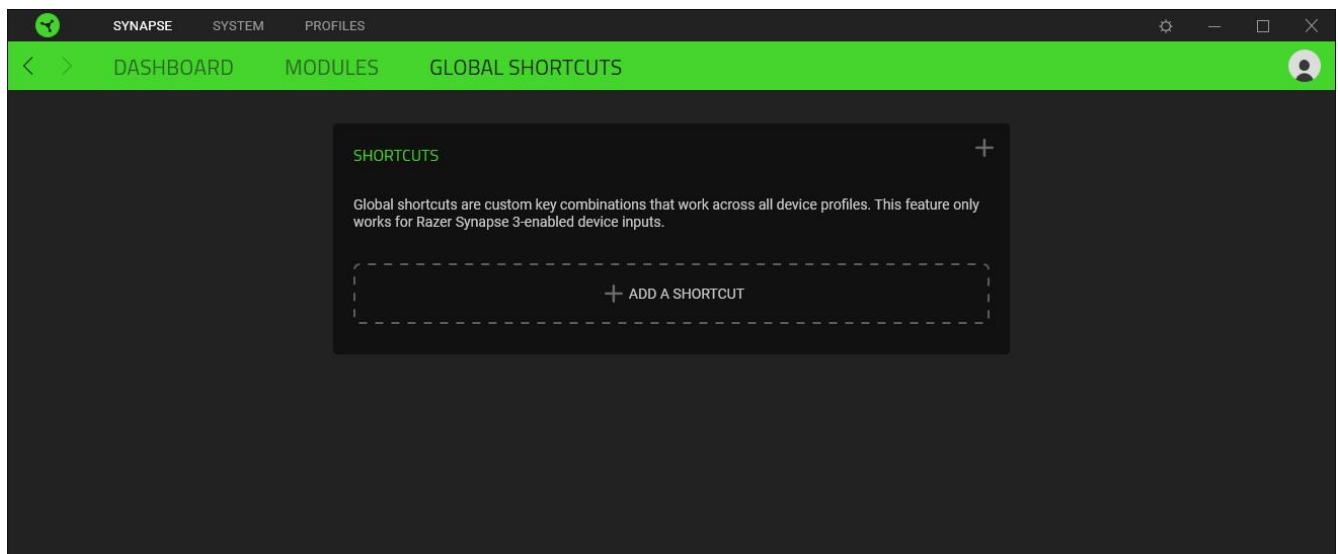 SYNAPSE SYSTEM PROFILES
DASHBOARD MODULES GLOBAL SHORTCUTS
SHORTCUTS
Global shortcuts are custom key combinations that work across all device profiles. This feature only
works for Razer Synapse 3-enabled device inputs.
ADD A SHORTCUT